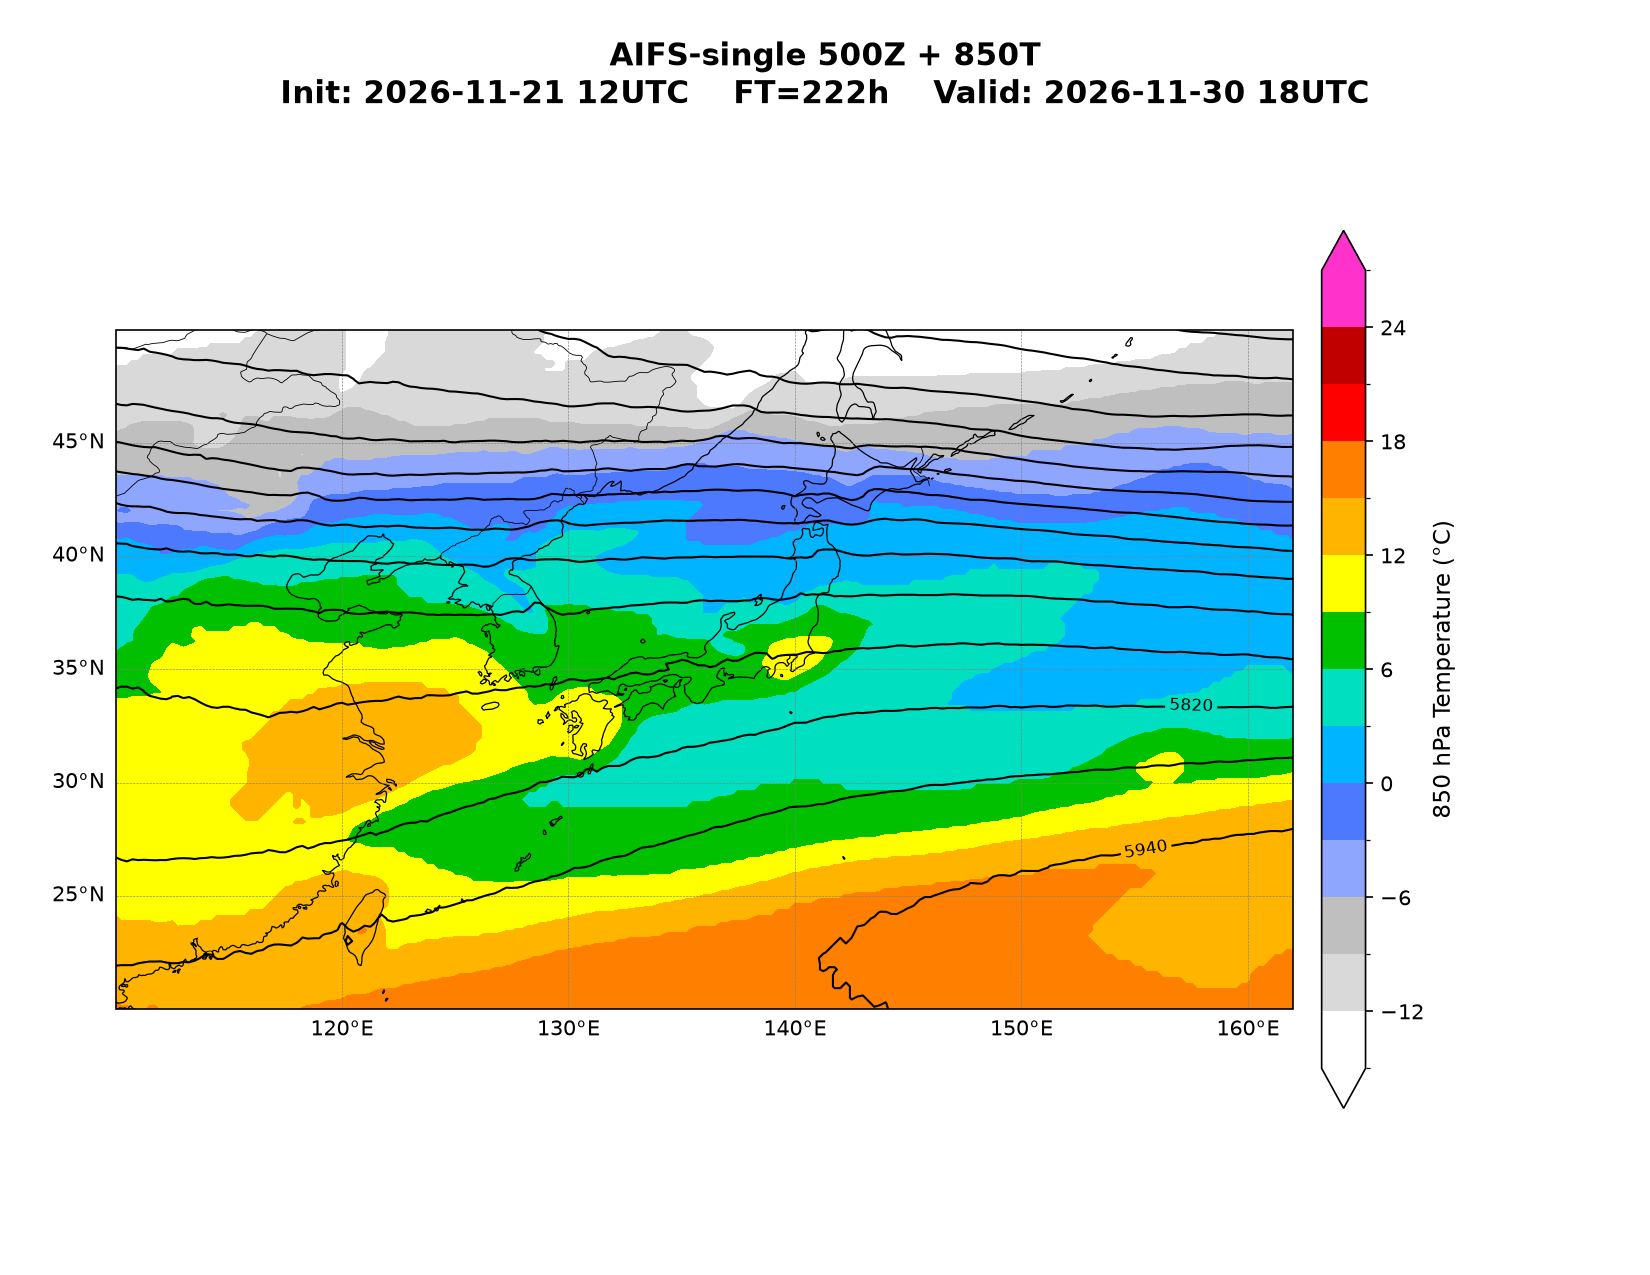 AIFS-single 500Z + 850T
Init: 2026-11-21 12UTC    FT=222h    Valid: 2026-11-30 18UTC
45°N
40°N
35°N
30°N
25°N
120°E
130°E
140°E
150°E
160°E
5820
5940
24
18
12
6
0
−6
−12
850 hPa Temperature (°C)